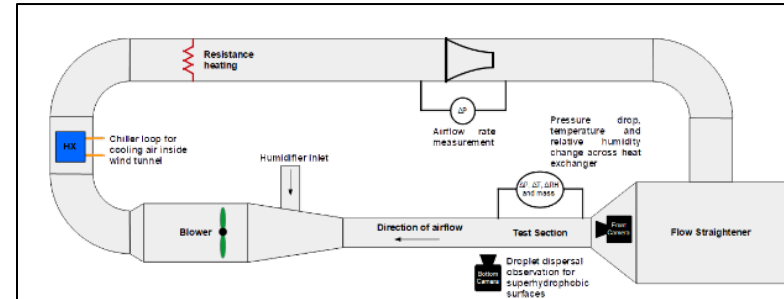 Resistance
heating
ΔP
Airflow rate
measurement
Pressure drop,
temperature and
relative humidity
change across heat
exchanger
HX
Chiller loop for
cooling air inside
wind tunnel
Humidifier inlet
ΔP, ΔT, ΔRH
and mass
Blower
Direction of airflow
Test Section
Front
Camera
Flow Straightener
Bottom
Camera
Droplet dispersal
observation for
superhydrophobic
surfaces